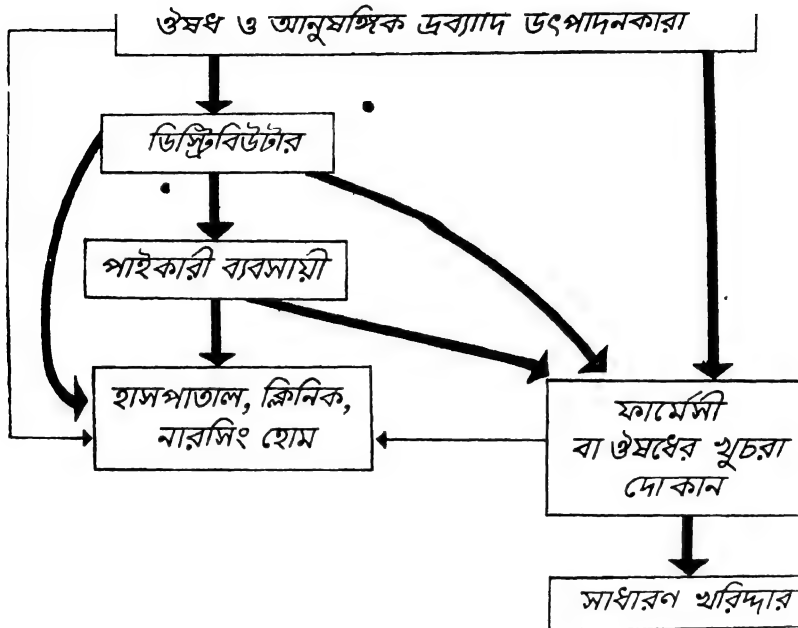 ঔষধ ও আনুষঙ্গিক দ্রব্যাদি উৎপাদনকারী
ডিস্ট্রিবিউটার
পাইকারী ব্যবসায়ী
হাসপাতাল, ক্লিনিক,
নারসিং হোম
ফার্মেসী
বা ঔষধের খুচরা
দোকান
সাধারণ খরিদ্দার